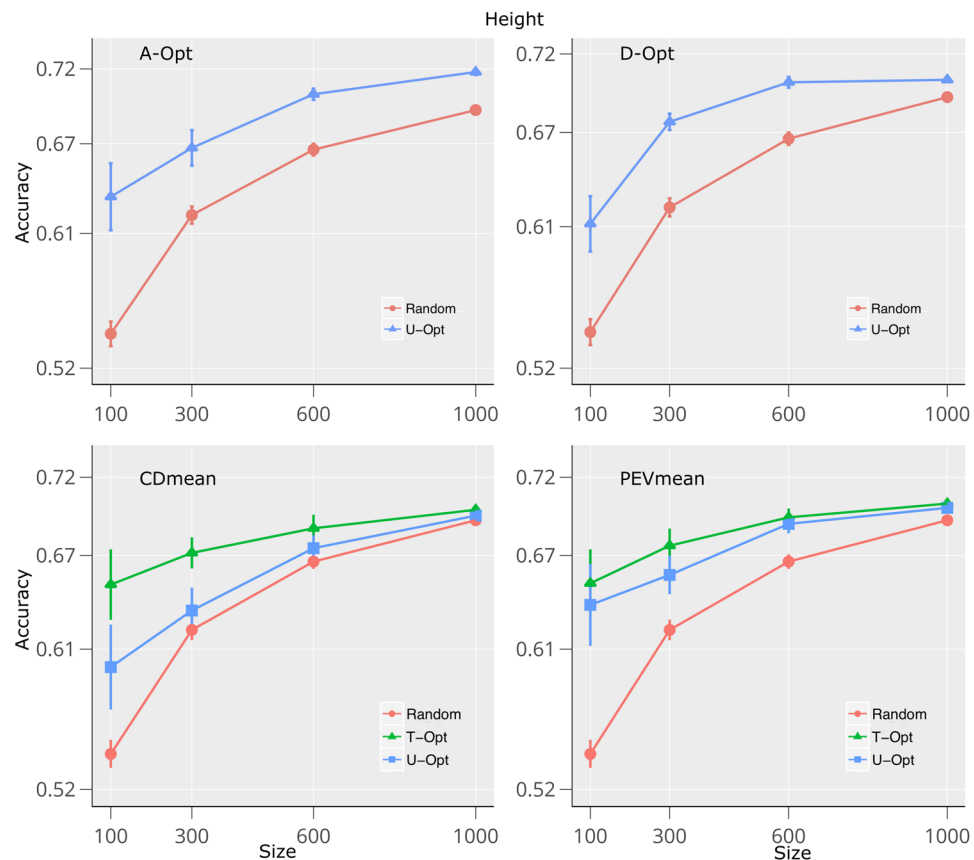 Height
A-Opt
0.72
0.67
0.61
0.52
Accuracy
Random
U-Opt
100 300 600 1000
D-Opt
0.72
0.67
0.61
0.52
Random
U-Opt
100 300 600 1000
CDmean
0.72
0.67
0.61
0.52
Accuracy
Random
T-Opt
U-Opt
100 300 600 1000
Size
PEVmean
0.72
0.67
0.61
0.52
Random
T-Opt
U-Opt
100 300 600 1000
Size